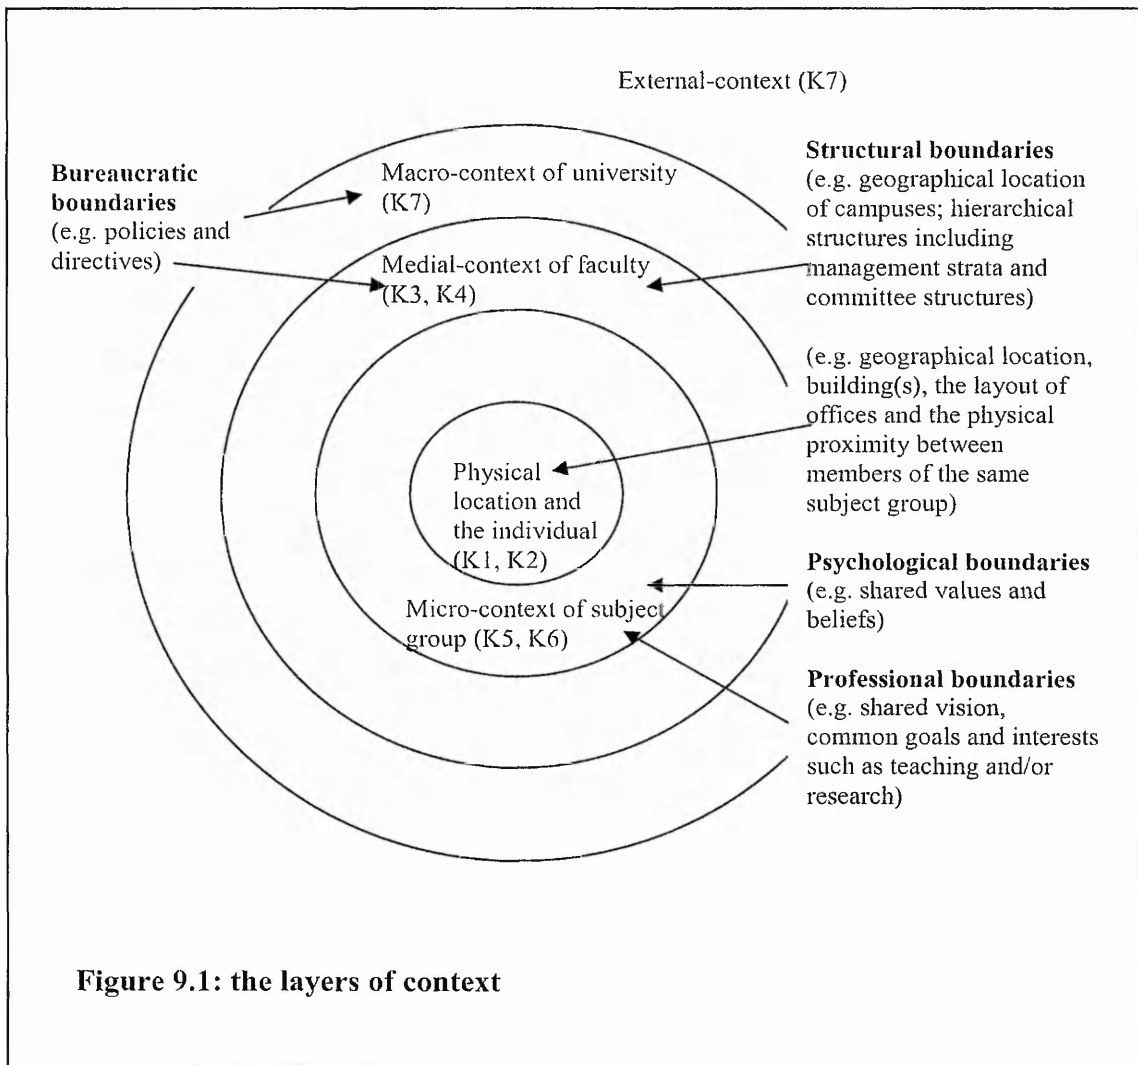 External-context (K7)
Bureaucratic
boundaries
(e.g. policies and
directives)
Macro-context of university
(K7)
Medial-context of faculty
(K3, K4)
Physical
location and
the individual
(K1, K2)
Micro-context of subject
group (K5, K6)
Structural boundaries
(e.g. geographical location
of campuses; hierarchical
structures including
management strata and
committee structures)
(e.g. geographical location,
building(s), the layout of
offices and the physical
proximity between
members of the same
subject group)
Psychological boundaries
(e.g. shared values and
beliefs)
Professional boundaries
(e.g. shared vision,
common goals and interests
such as teaching and/or
research)
Figure 9.1: the layers of context